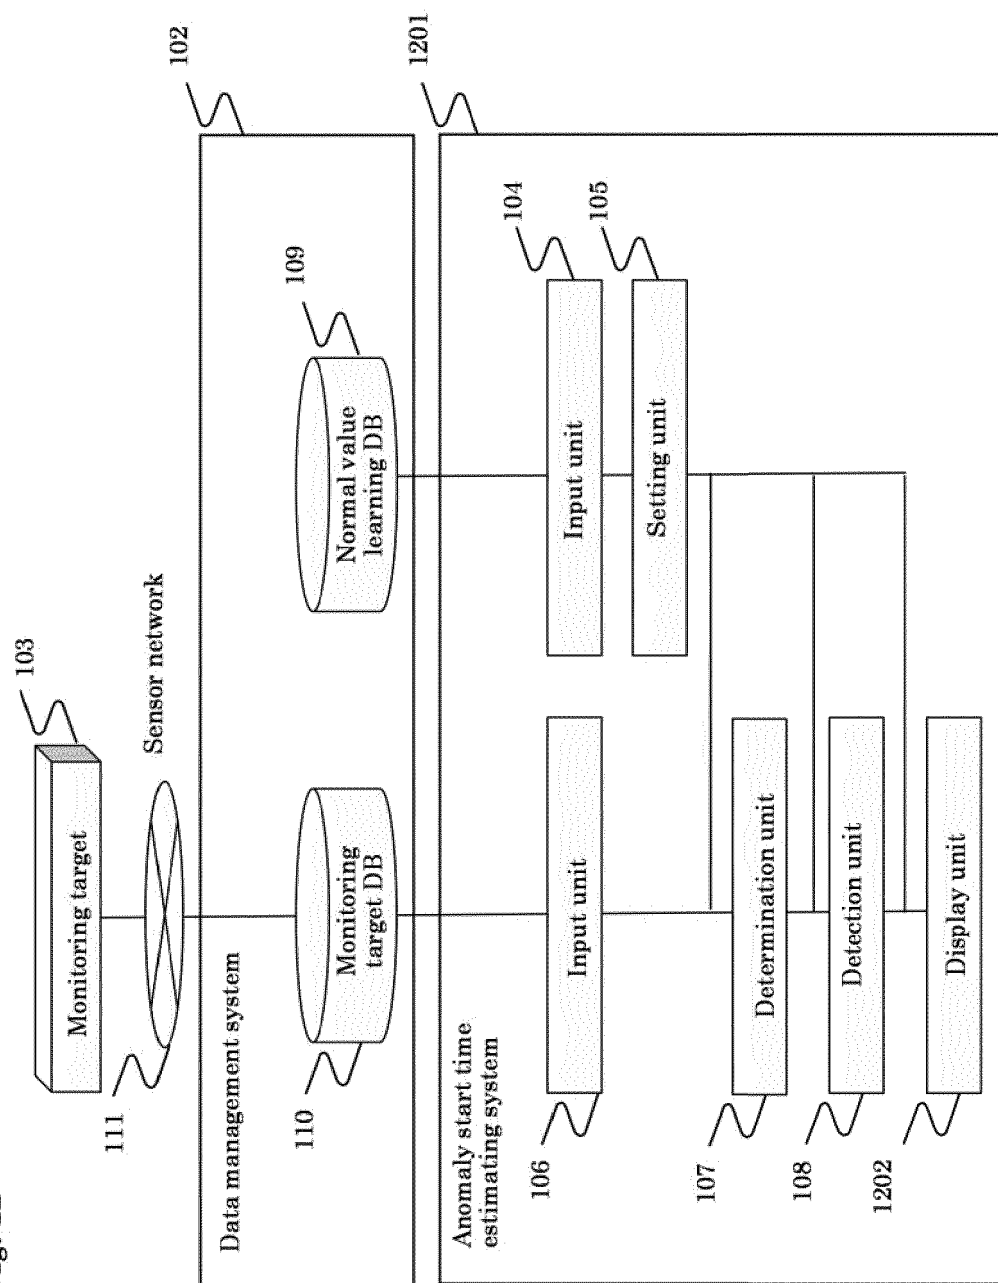 103
Monitoring target
111
Sensor network
102
Data management system
110
Monitoring
target DB
109
Normal value
learning DB
1201
Anomaly start time
estimating system
106
Input unit
104
Input unit
105
Setting unit
107
Determination unit
108
Detection unit
1202
Display unit